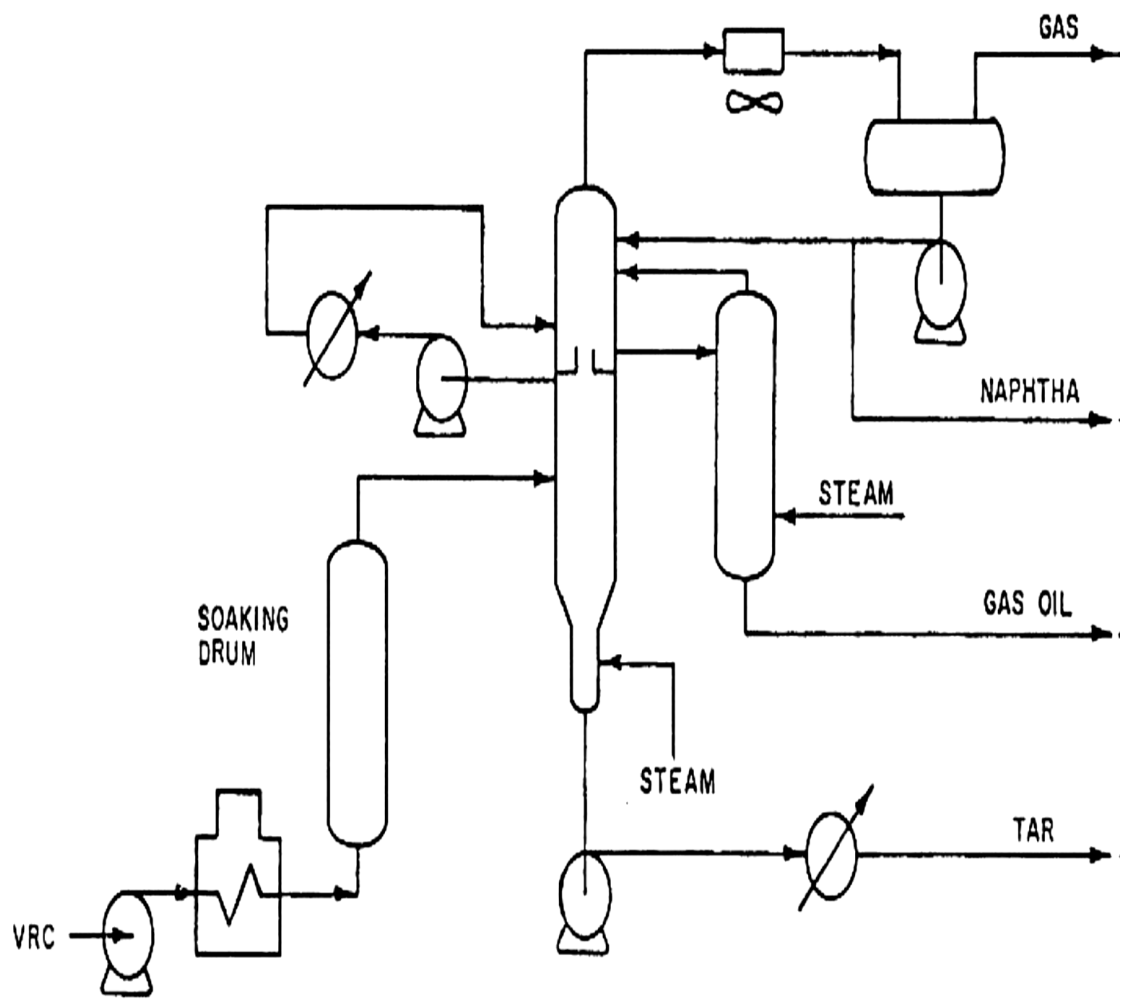 GAS
NAPHTHA
STEAM
GAS OIL
SOAKING
DRUM
STEAM
TAR
VRC